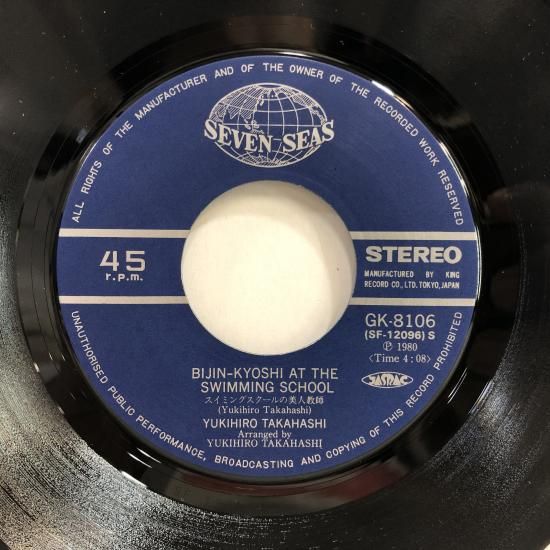 ALL RIGHTS OF THE MANUFACTURER AND OF THE OWNER OF THE RECORDED WORK RESERVED
SEVEN SEAS
45
r.p.m.
STEREO
MANUFACTURED BY KING
RECORD CO., LTD. TOKYO, JAPAN
GK-8106
(SF-12096) S
℗ 1980
<Time 4:08>
JASRAC
BIJIN-KYOSHI AT THE
SWIMMING SCHOOL
スイミングスクールの美人教師
(Yukihiro Takahashi)
YUKIHIRO TAKAHASHI
Arranged by
YUKIHIRO TAKAHASHI
UNAUTHORISED PUBLIC PERFORMANCE, BROADCASTING AND COPYING OF THIS RECORD PROHIBITED